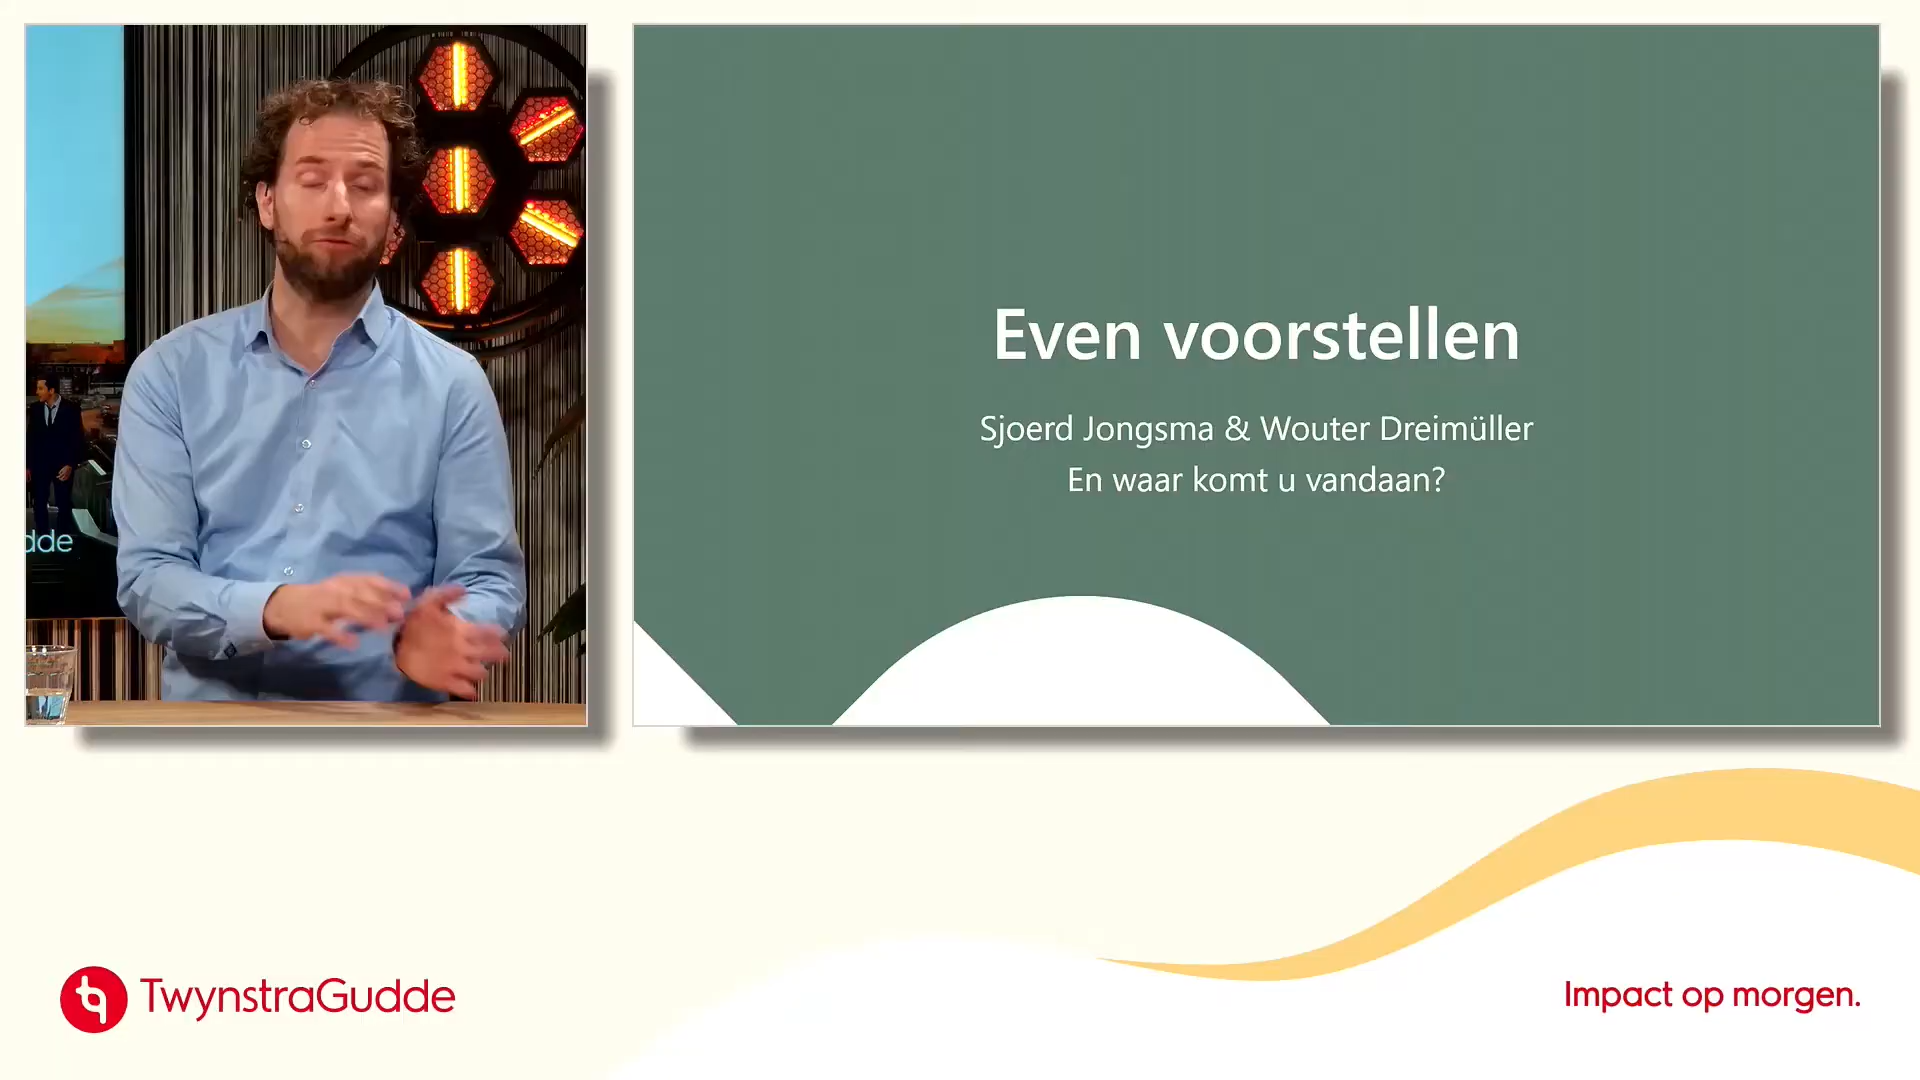 dde
Even voorstellen
Sjoerd Jongsma & Wouter Dreimüller
En waar komt u vandaan?
TwynstraGudde
Impact op morgen.